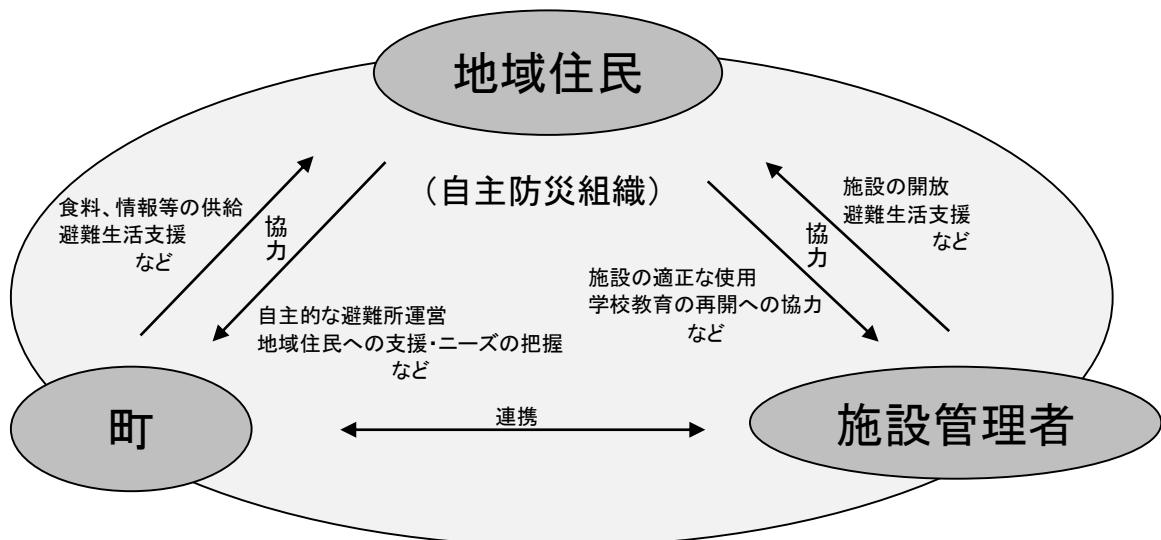 地域住民
（自主防災組織）
食料、情報等の供給
避難生活支援
など
協力
自主的な避難所運営
地域住民への支援・ニーズの把握
など
施設の開放
避難生活支援
など
協力
施設の適正な使用
学校教育の再開への協力
など
町
連携
施設管理者